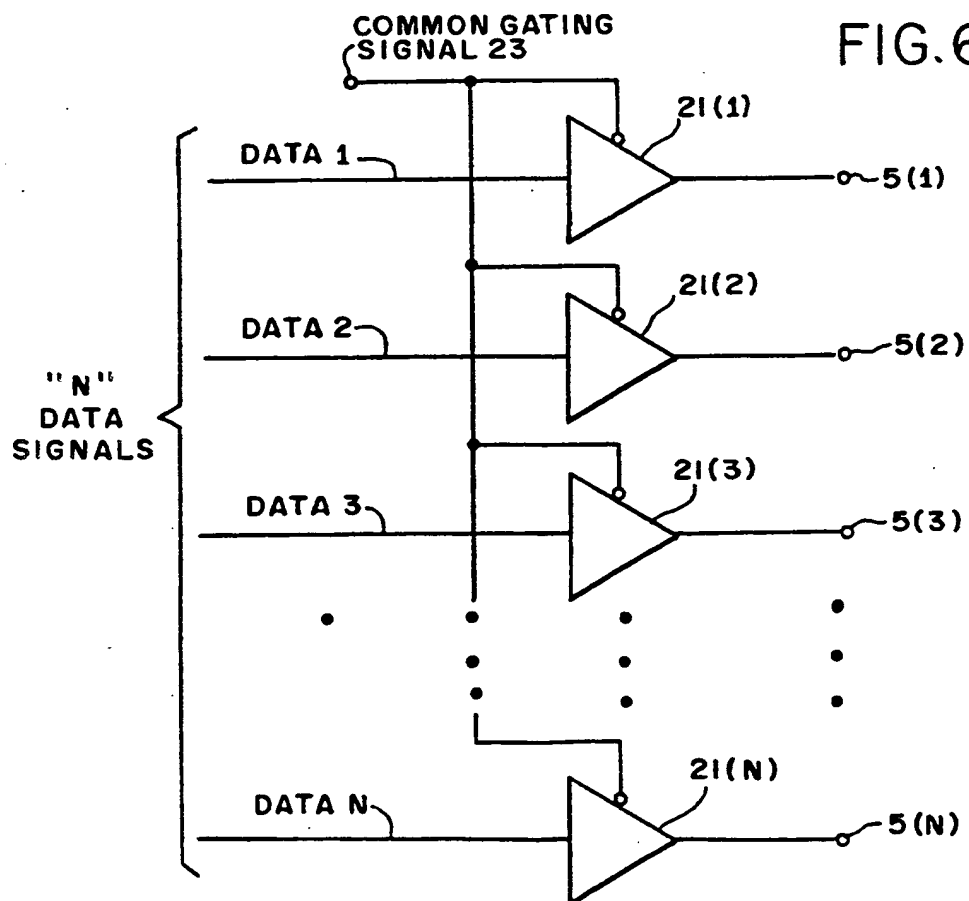 COMMON GATING
SIGNAL 23
FIG.6
21(1)
DATA 1
5(1)
21(2)
DATA 2
5(2)
"N"
DATA
SIGNALS
21(3)
DATA 3
5(3)
21(N)
DATA N
5(N)